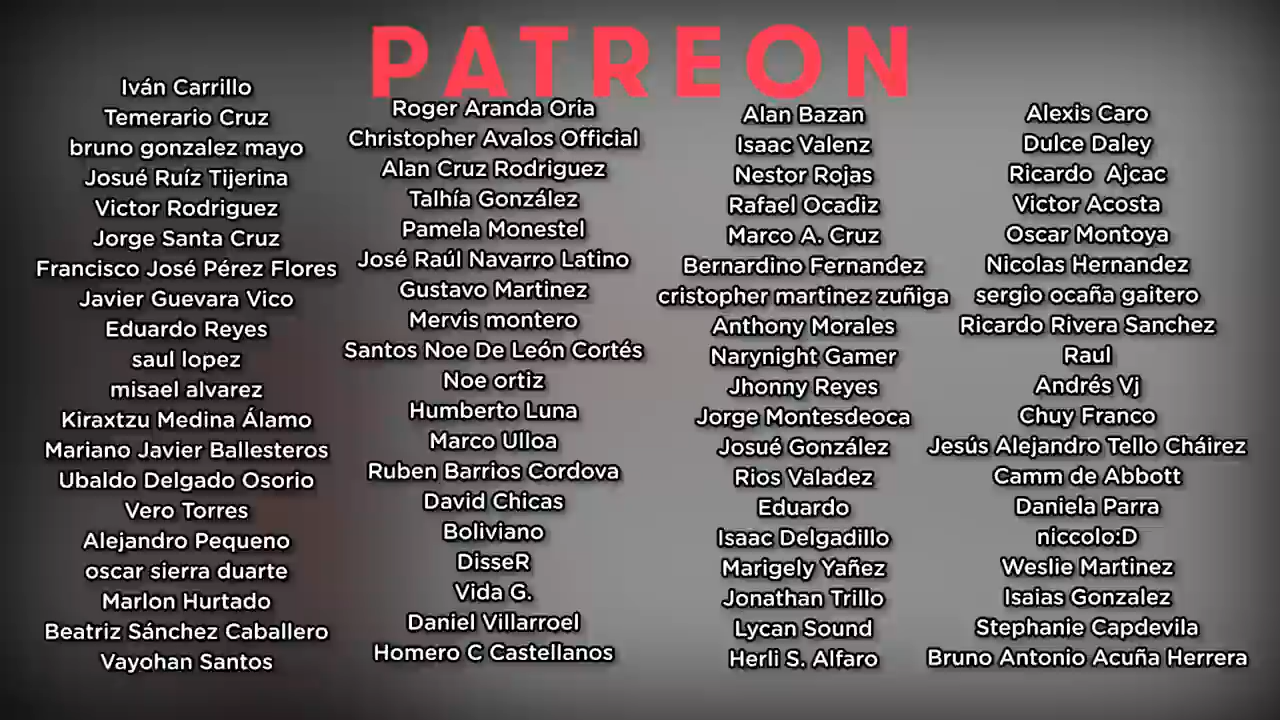 PATREON
Iván Carrillo
Temerario Cruz
bruno gonzalez mayo
Josué Ruíz Tijerina
Victor Rodriguez
Jorge Santa Cruz
Francisco José Pérez Flores
Javier Guevara Vico
Eduardo Reyes
saul lopez
misael alvarez
Kiraxtzu Medina Álamo
Mariano Javier Ballesteros
Ubaldo Delgado Osorio
Vero Torres
Alejandro Pequeno
oscar sierra duarte
Marlon Hurtado
Beatriz Sánchez Caballero
Vayohan Santos
Roger Aranda Oria
Christopher Avalos Official
Alan Cruz Rodriguez
Talhía González
Pamela Monestel
José Raúl Navarro Latino
Gustavo Martinez
Mervis montero
Santos Noe De León Cortés
Noe ortiz
Humberto Luna
Marco Ulloa
Ruben Barrios Cordova
David Chicas
Boliviano
DisseR
Vida G.
Daniel Villarroel
Homero C Castellanos
Alan Bazan
Isaac Valenz
Nestor Rojas
Rafael Ocadiz
Marco A. Cruz
Bernardino Fernandez
cristopher martinez zuñiga
Anthony Morales
Narynight Gamer
Jhonny Reyes
Jorge Montesdeoca
Josué González
Rios Valadez
Eduardo
Isaac Delgadillo
Marigely Yañez
Jonathan Trillo
Lycan Sound
Herli S. Alfaro
Alexis Caro
Dulce Daley
Ricardo  Ajcac
Victor Acosta
Oscar Montoya
Nicolas Hernandez
sergio ocaña gaitero
Ricardo Rivera Sanchez
Raul
Andrés Vj
Chuy Franco
Jesús Alejandro Tello Cháirez
Camm de Abbott
Daniela Parra
niccolo:D
Weslie Martinez
Isaias Gonzalez
Stephanie Capdevila
Bruno Antonio Acuña Herrera